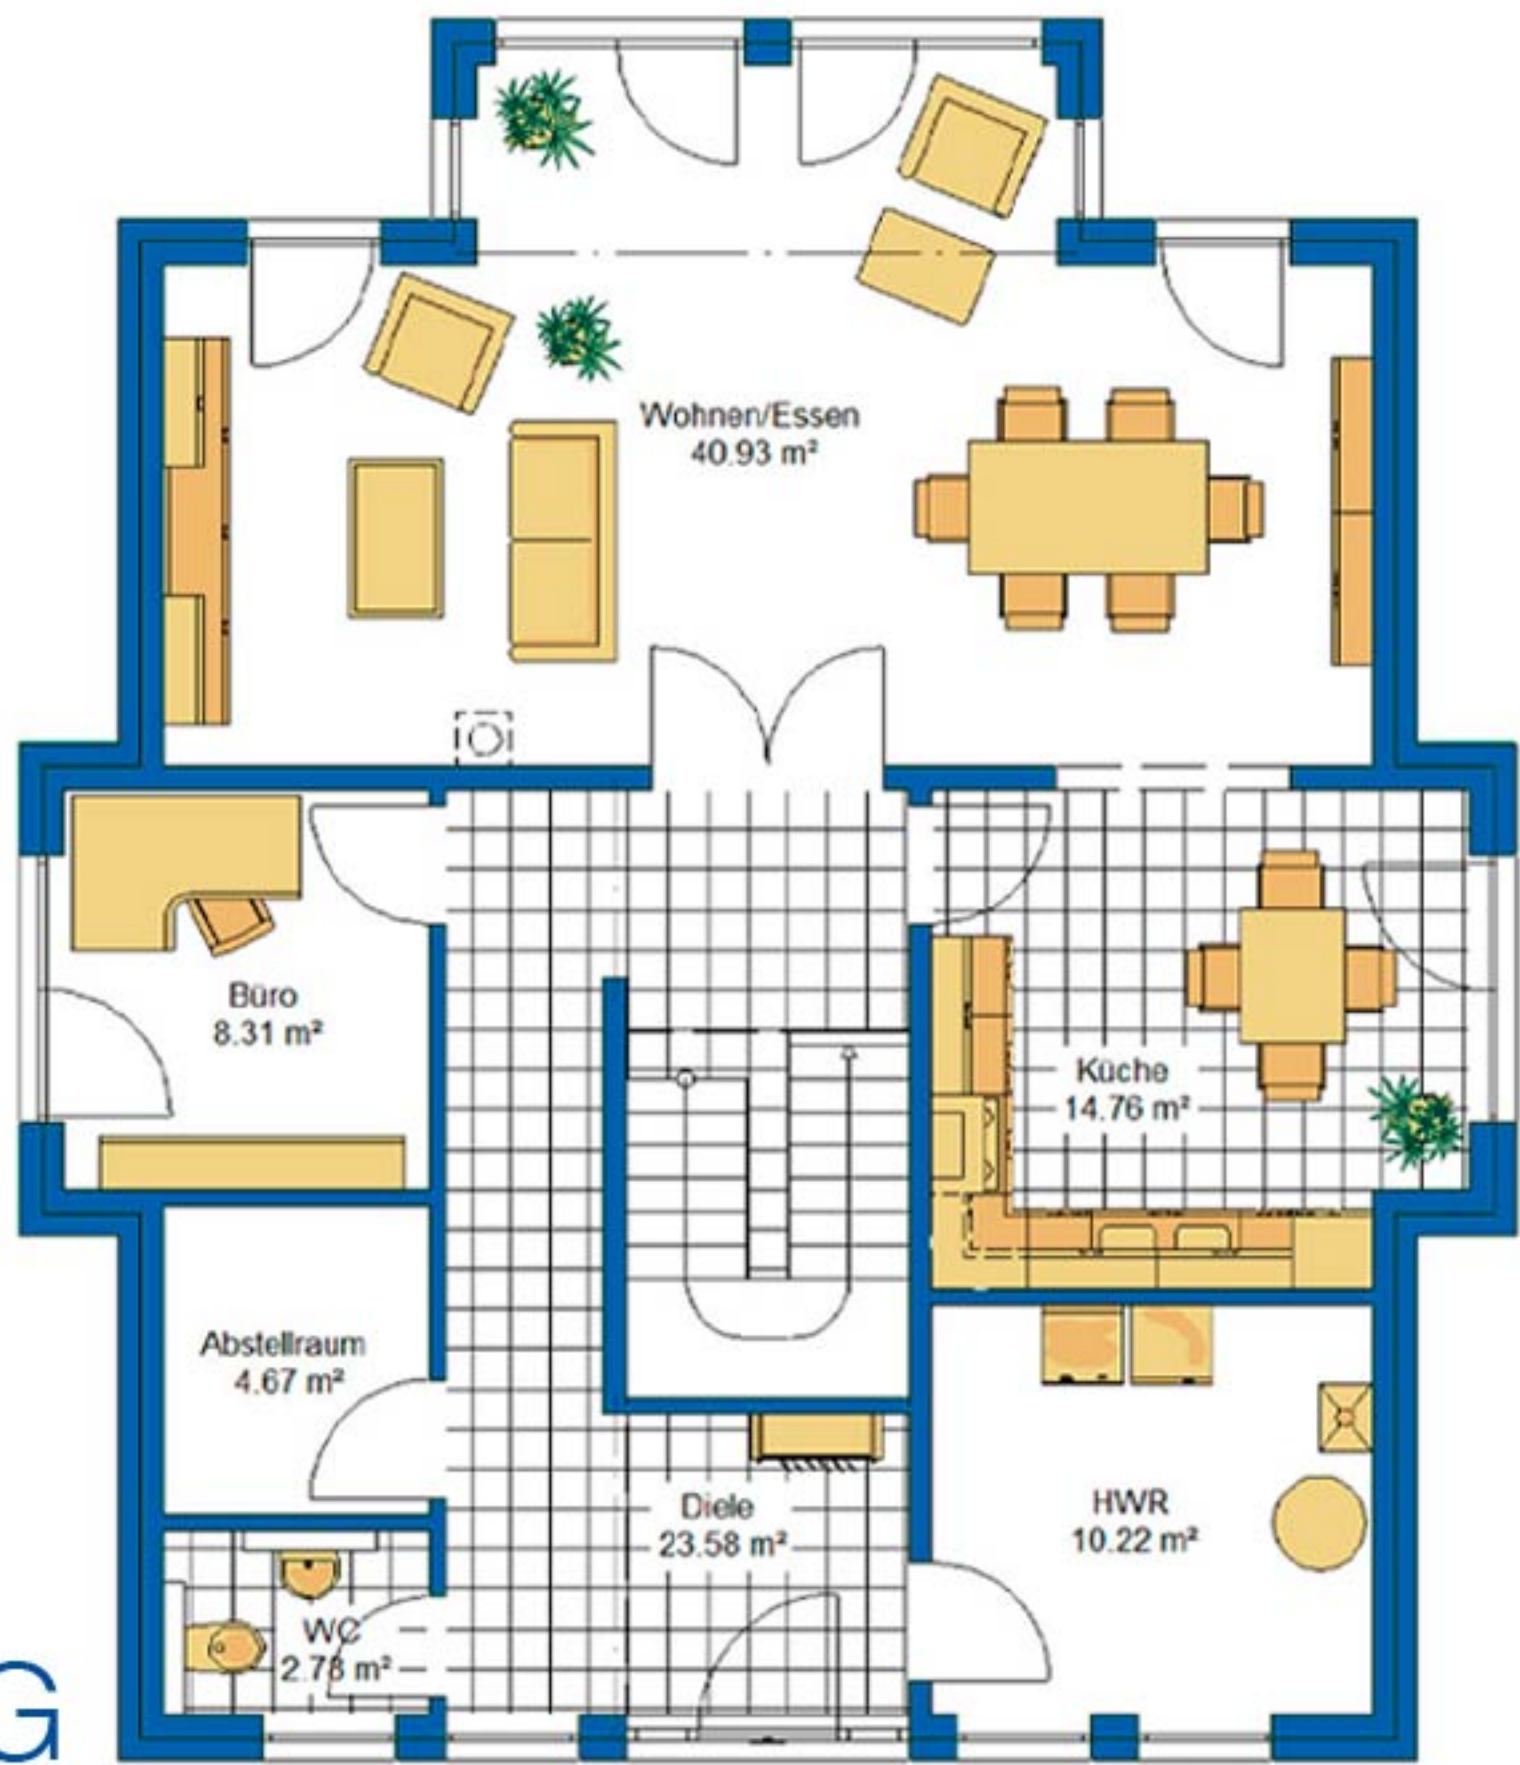 Wohnen/Essen
40.93 m²
Büro
8.31 m²
Küche
14.76 m²
Abstellraum
4.67 m²
Diele
23.58 m²
HWR
10.22 m²
WC
2.73 m²
G